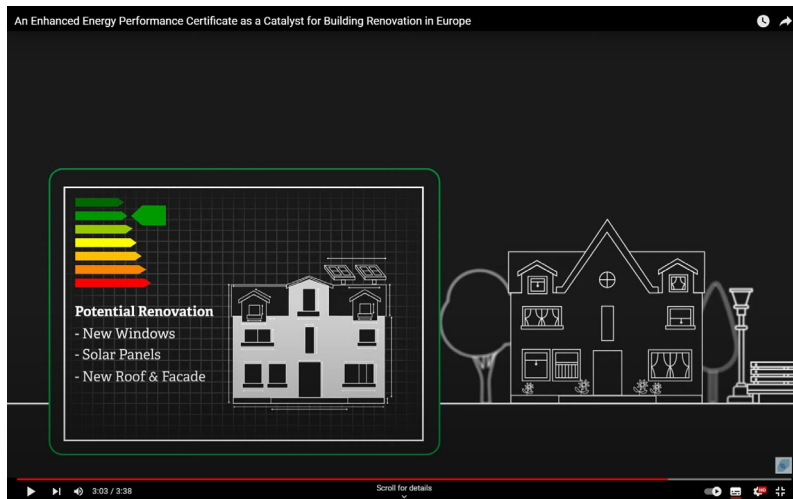 An Enhanced Energy Performance Certificate as a Catalyst for Building Renovation in Europe
Potential Renovation
- New Windows
- Solar Panels
- New Roof & Facade
3:03 / 3:38
Scroll for details
HD